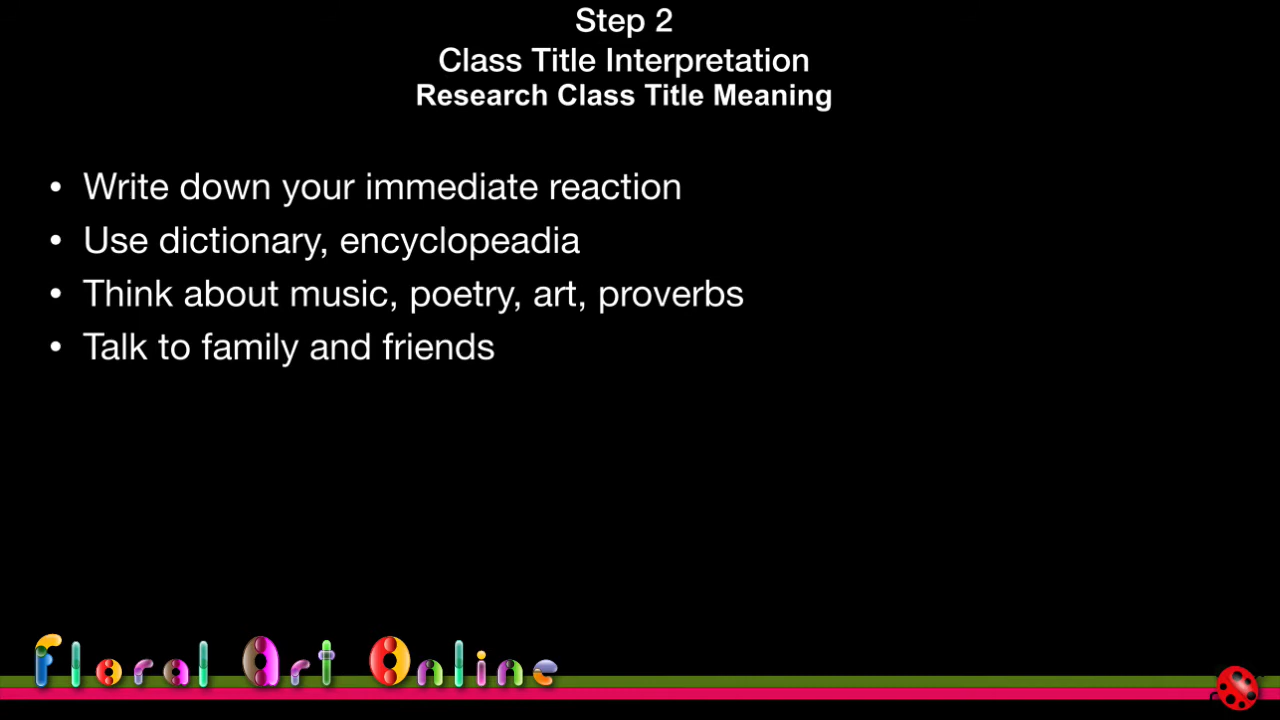 Step 2
Class Title Interpretation
Research Class Title Meaning
• Write down your immediate reaction
• Use dictionary, encyclopeadia
• Think about music, poetry, art, proverbs
• Talk to family and friends
Floral Art Online